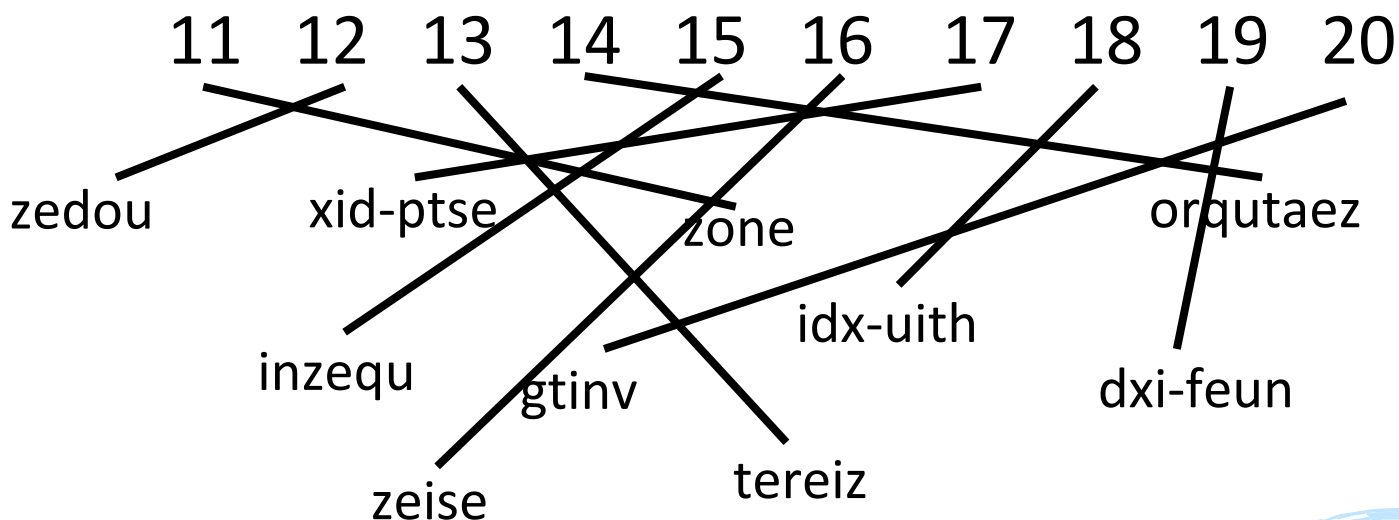 11 12 13 14 15 16 17 18 19 20
zedou xid-ptse zone orqutaez
inzequ gtinv idx-uith dxi-feun
zeise tereiz